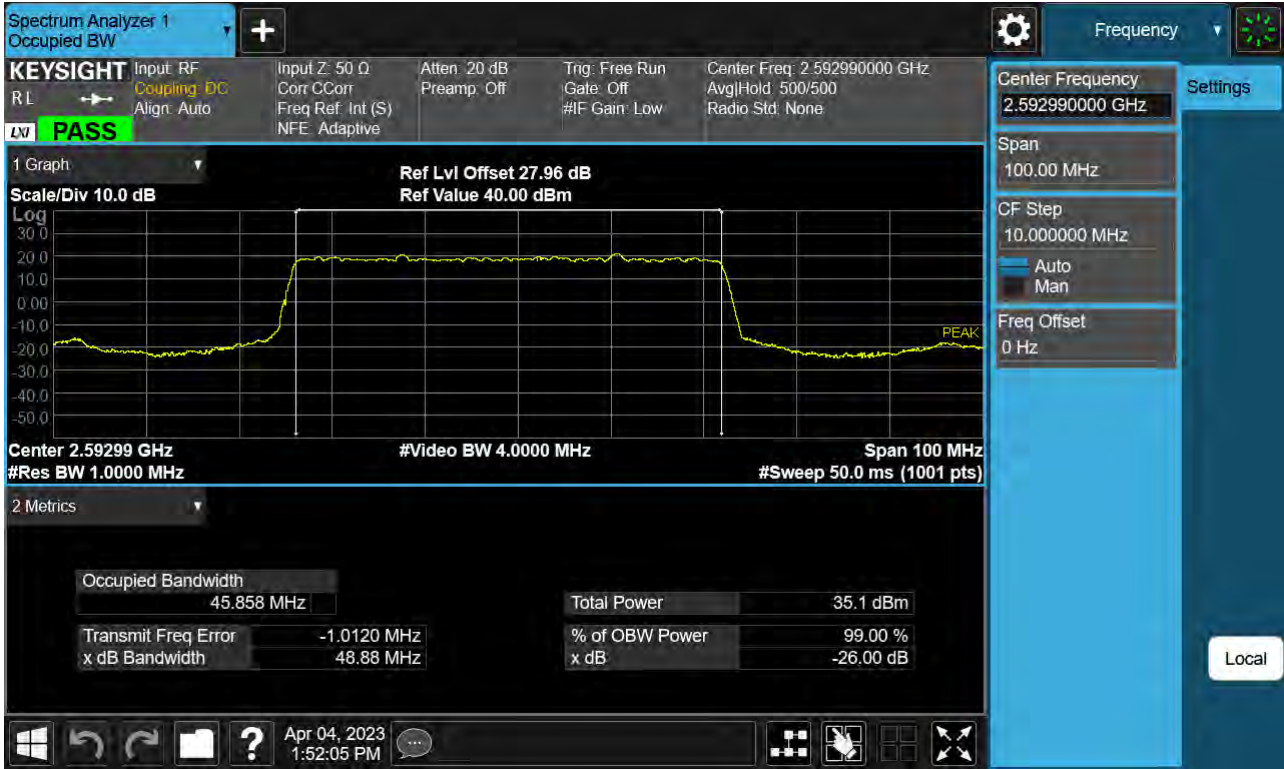 Spectrum Analyzer 1
Occupied BW
+
Frequency
KEYSIGHT
R L
LXI
PASS
Input: RF
Coupling: DC
Align: Auto
Input Z: 50 Ω
Corr CCorr
Freq Ref: Int (S)
NFE: Adaptive
Atten: 20 dB
Preamp: Off
Trig: Free Run
Gate: Off
#IF Gain: Low
Center Freq: 2.592990000 GHz
Avg|Hold: 500/500
Radio Std: None
1 Graph
Scale/Div 10.0 dB
Ref Lvl Offset 27.96 dB
Ref Value 40.00 dBm
Log
30.0
20.0
10.0
0.00
-10.0
-20.0
-30.0
-40.0
-50.0
PEAK
Center 2.59299 GHz
#Video BW 4.0000 MHz
Span 100 MHz
#Res BW 1.0000 MHz
#Sweep 50.0 ms (1001 pts)
2 Metrics
Occupied Bandwidth
45.858 MHz
Total Power 35.1 dBm
Transmit Freq Error -1.0120 MHz
% of OBW Power 99.00 %
x dB Bandwidth 48.88 MHz
x dB -26.00 dB
Center Frequency
2.592990000 GHz
Span
100.00 MHz
CF Step
10.000000 MHz
Auto
Man
Freq Offset
0 Hz
Settings
Local
?
Apr 04, 2023
1:52:05 PM